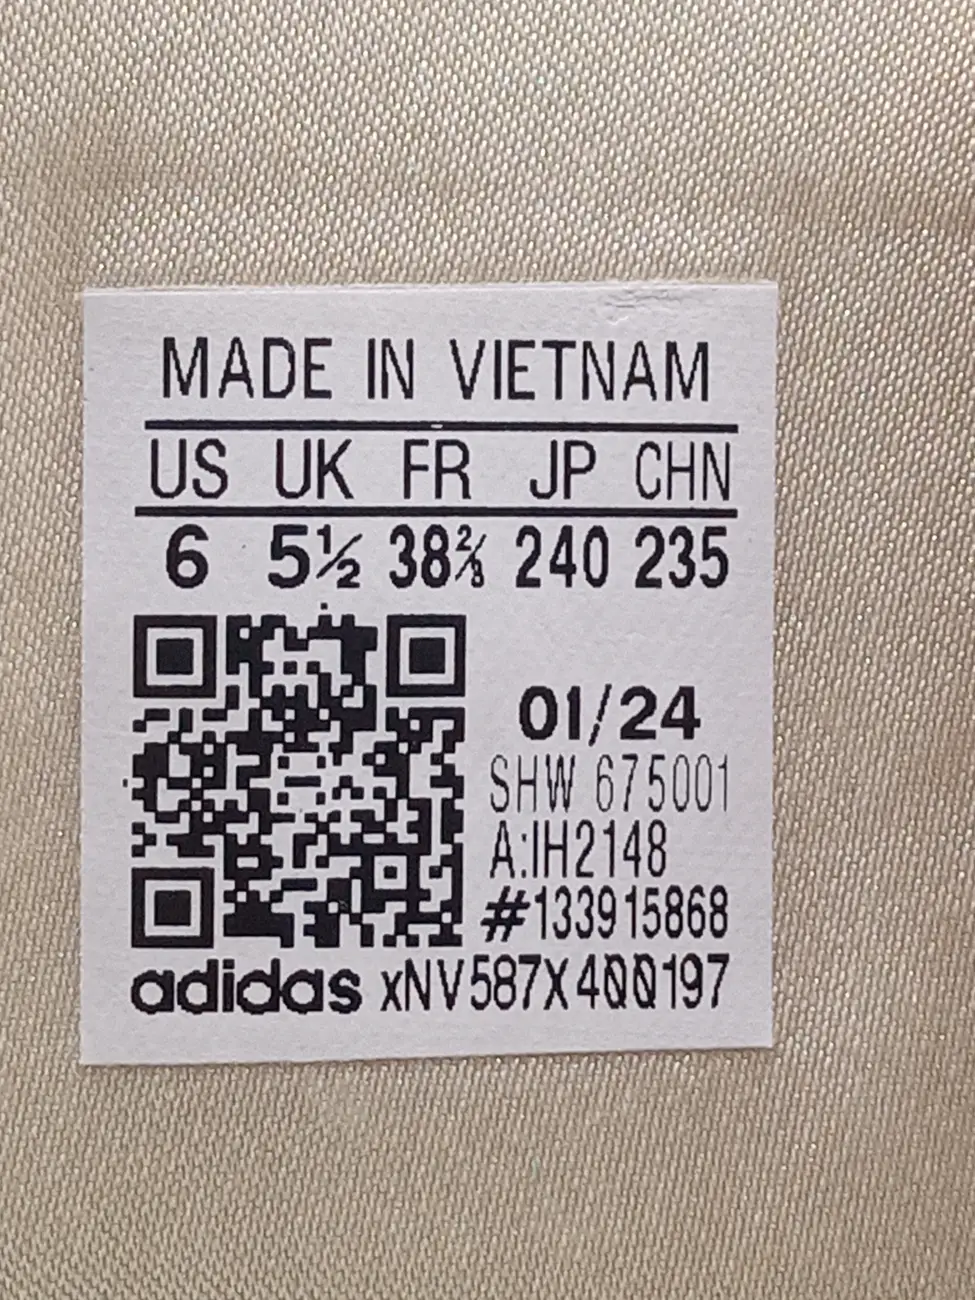 MADE IN VIETNAM
US UK FR JP CHN
6 5½ 38⅔ 240 235
01/24
SHW 675001
A:IH2148
#133915868
adidas xNV587X400197